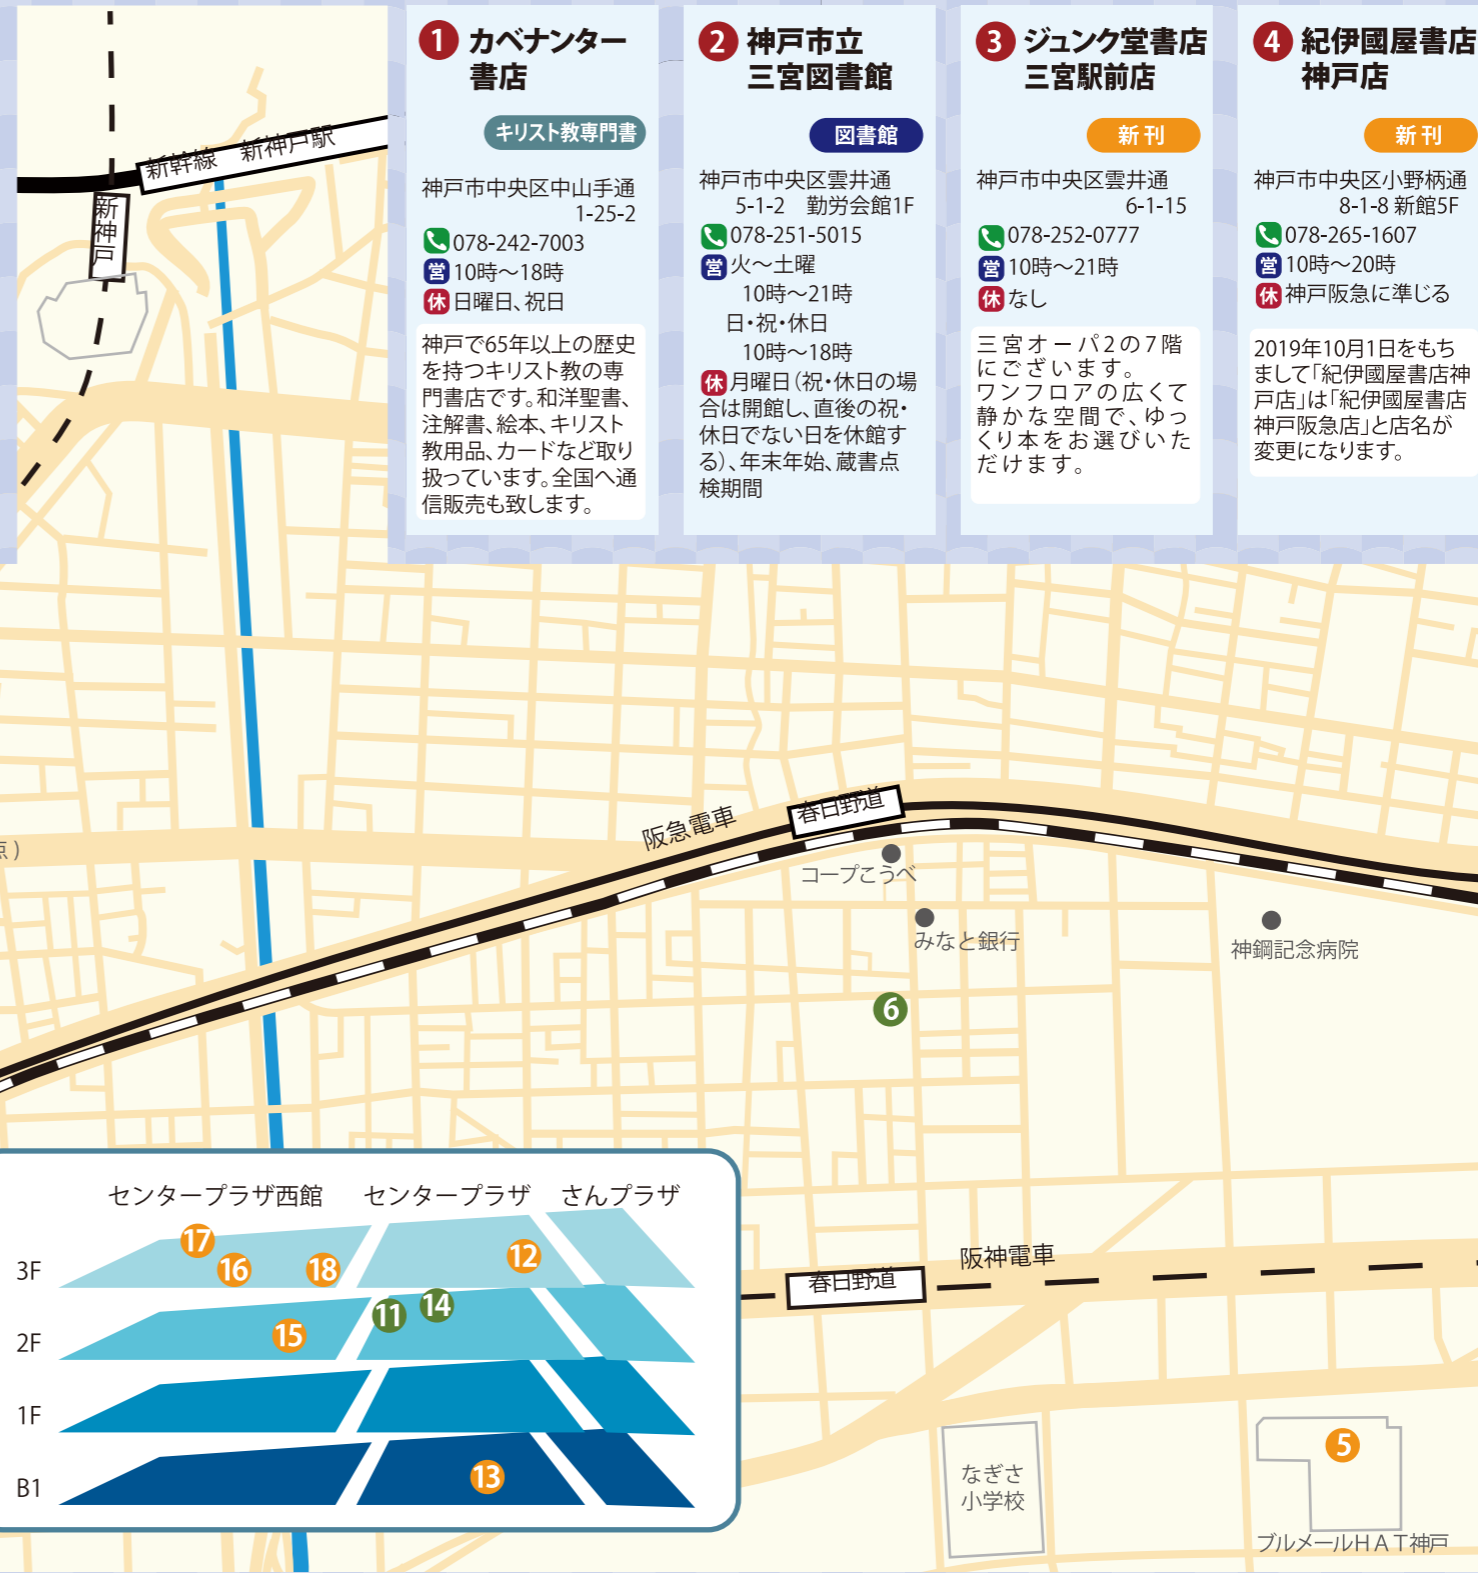 1 カベナンター
書店
キリスト教専門書
神戸市中央区中山手通
1-25-2
078-242-7003
営 10時～18時
休 日曜日、祝日
神戸で65年以上の歴史
を持つキリスト教の専
門書店です。和洋聖書、
注解書、絵本、キリスト
教用品、カードなど取り
扱っています。全国へ通
信販売も致します。
2 神戸市立
三宮図書館
図書館
神戸市中央区雲井通
5-1-2　勤労会館1F
078-251-5015
営 火～土曜
10時～21時
日・祝・休日
10時～18時
休 月曜日（祝・休日の場
合は開館し、直後の祝・
休日でない日を休館す
る）、年末年始、蔵書点
検期間
3 ジュンク堂書店
三宮駅前店
新刊
神戸市中央区雲井通
6-1-15
078-252-0777
営 10時～21時
休 なし
三宮オーパ2の7階
にございます。
ワンフロアの広くて
静かな空間で、ゆっ
くり本をお選びいた
だけます。
4 紀伊國屋書店
神戸店
新刊
神戸市中央区小野柄通
8-1-8 新館5F
078-265-1607
営 10時～20時
休 神戸阪急に準じる
2019年10月1日をもち
まして「紀伊國屋書店神
戸店」は「紀伊國屋書店
神戸阪急店」と店名が
変更になります。
新幹線　新神戸駅
新神戸
阪急電車
春日野道
点）
コープこうべ
みなと銀行
神鋼記念病院
6
センタープラザ西館
センタープラザ
さんプラザ
3F
17
16
18
12
2F
15
11
14
1F
B1
13
阪神電車
春日野道
なぎさ
小学校
5
ブルメールＨＡＴ神戸